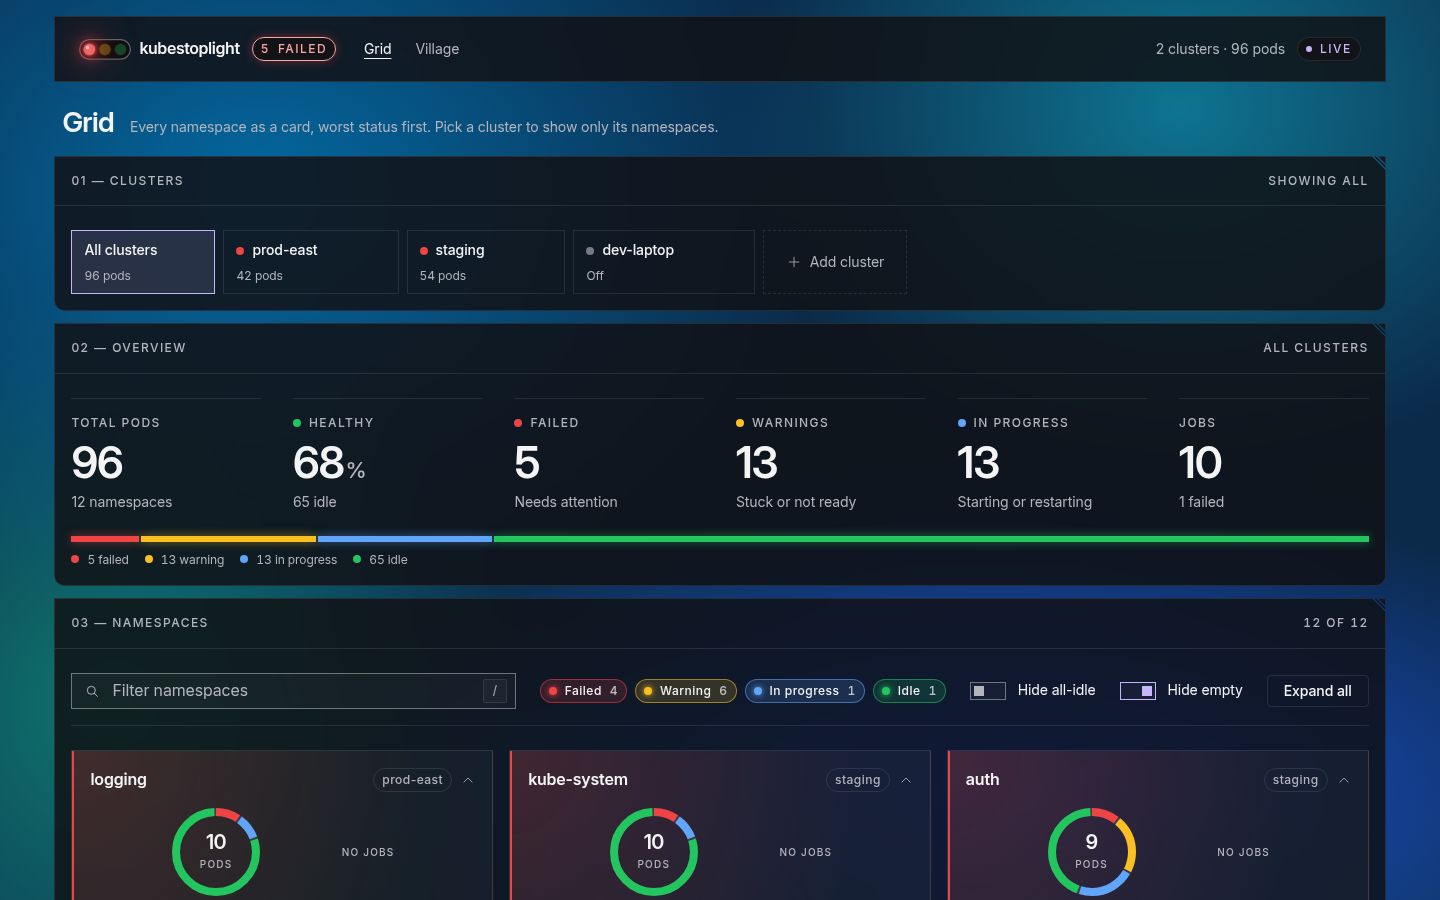 kubestoplight 5 FAILED Grid Village 2 clusters · 96 pods LIVE
Grid Every namespace as a card, worst status first. Pick a cluster to show only its namespaces.
01 — CLUSTERS SHOWING ALL
All clusters prod-east staging dev-laptop
96 pods 42 pods 54 pods Off
+ Add cluster
02 — OVERVIEW ALL CLUSTERS
TOTAL PODS HEALTHY FAILED WARNINGS IN PROGRESS JOBS
96 68% 5 13 13 10
12 namespaces 65 idle Needs attention Stuck or not ready Starting or restarting 1 failed
5 failed 13 warning 13 in progress 65 idle
03 — NAMESPACES 12 OF 12
Filter namespaces / Failed 4 Warning 6 In progress 1 Idle 1 Hide all-idle Hide empty Expand all
logging prod-east kube-system staging auth staging
10 10 9
PODS NO JOBS PODS NO JOBS PODS NO JOBS